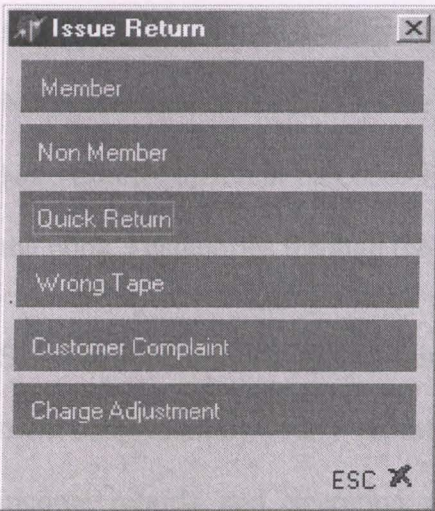 Issue Return
Member
Non Member
Quick Return
Wrong Tape
Customer Complaint
Charge Adjustment
ESC